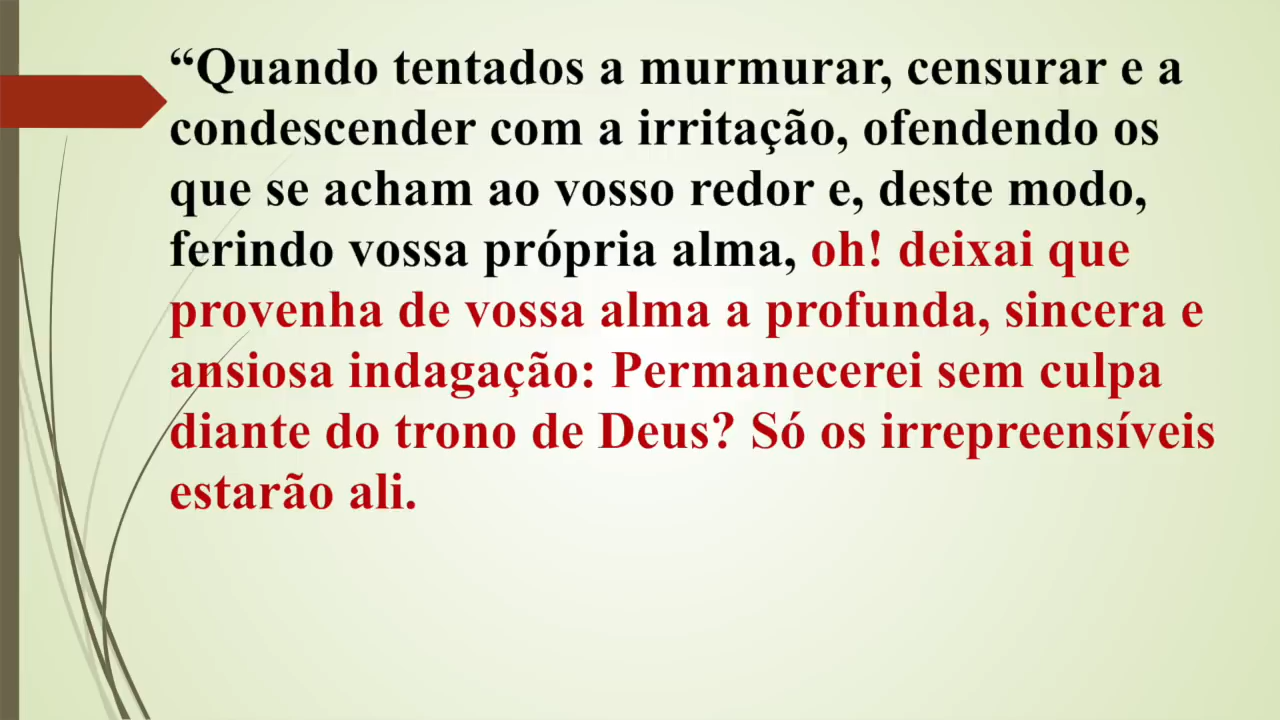 “Quando tentados a murmurar, censurar e a
condescender com a irritação, ofendendo os
que se acham ao vosso redor e, deste modo,
ferindo vossa própria alma, oh! deixai que
provenha de vossa alma a profunda, sincera e
ansiosa indagação: Permanecerei sem culpa
diante do trono de Deus? Só os irrepreensíveis
estarão ali.